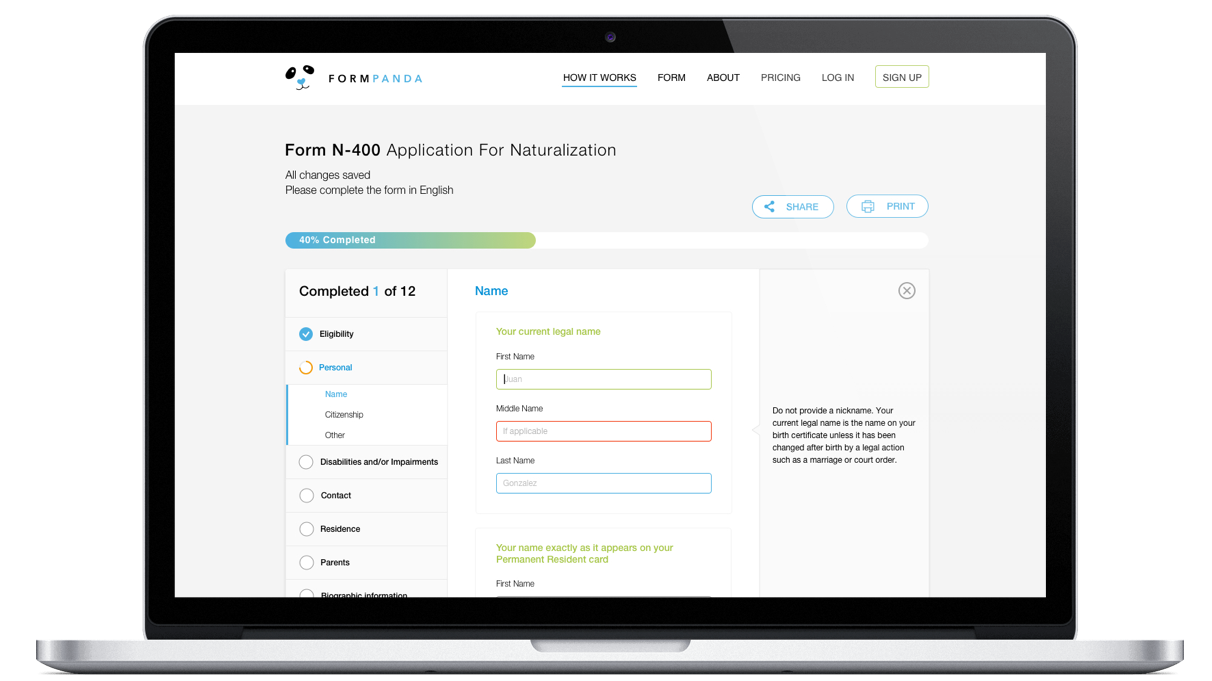 FORMPANDA
HOW IT WORKS
FORM
ABOUT
PRICING
LOG IN
SIGN UP
Form N-400 Application For Naturalization
All changes saved
Please complete the form in English
SHARE
PRINT
40% Completed
Completed 1 of 12
Eligibility
Personal
Name
Citizenship
Other
Disabilities and/or Impairments
Contact
Residence
Parents
Biographic information
Name
Your current legal name
First Name
Juan
Middle Name
If applicable
Last Name
Gonzalez
Your name exactly as it appears on your
Permanent Resident card
First Name
Do not provide a nickname. Your
current legal name is the name on your
birth certificate unless it has been
changed after birth by a legal action
such as a marriage or court order.